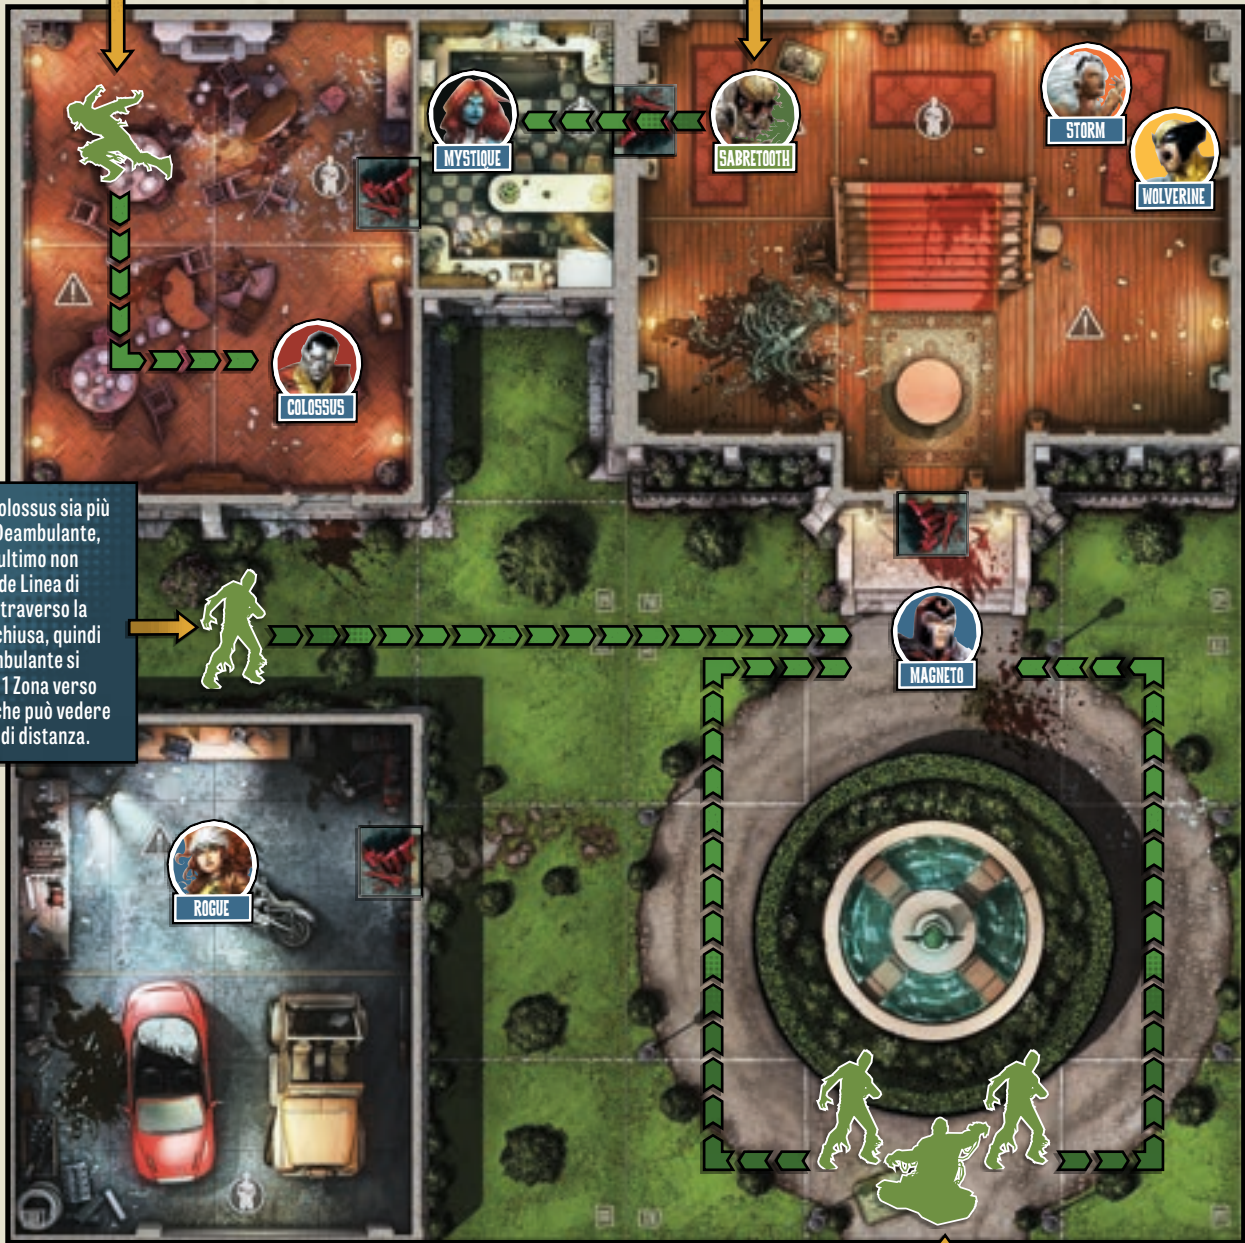 MYSTIQUE
SABRETOOTH
STORM
WOLVERINE
COLOSSUS
olossus sia più
Deambulante,
ultimo non
de Linea di
traverso la
chiusa, quindi
mbulante si
1 Zona verso
che può vedere
di distanza.
MAGNETO
ROGUE